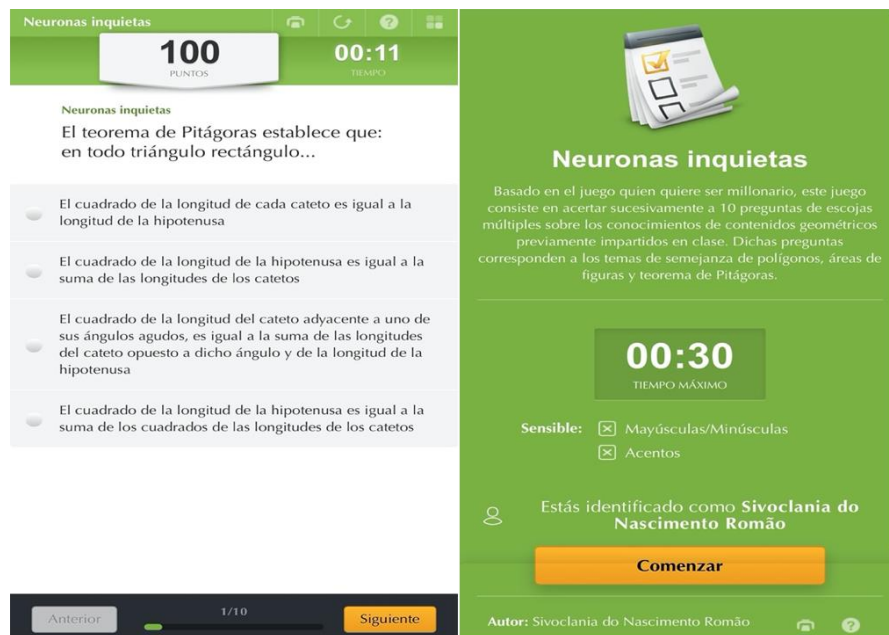 Neuronas inquietas
100
PUNTOS
00:11
TIEMPO
Neuronas inquietas
El teorema de Pitágoras establece que:
en todo triángulo rectángulo...
El cuadrado de la longitud de cada cateto es igual a la
longitud de la hipotenusa
El cuadrado de la longitud de la hipotenusa es igual a la
suma de las longitudes de los catetos
El cuadrado de la longitud del cateto adyacente a uno de
sus ángulos agudos, es igual a la suma de las longitudes
del cateto opuesto a dicho ángulo y de la longitud de la
hipotenusa
El cuadrado de la longitud de la hipotenusa es igual a la
suma de los cuadrados de las longitudes de los catetos
Anterior
1/10
Siguiente
Neuronas inquietas
Basado en el juego quien quiere ser millonario, este juego
consiste en acertar sucesivamente a 10 preguntas de escojas
múltiples sobre los conocimientos de contenidos geométricos
previamente impartidos en clase. Dichas preguntas
corresponden a los temas de semejanza de polígonos, áreas de
figuras y teorema de Pitágoras.
00:30
TIEMPO MÁXIMO
Sensible: Mayúsculas/Minúsculas
Acentos
Estás identificado como Sivoclania do
Nascimento Romão
Comenzar
Autor: Sivoclania do Nascimento Romão